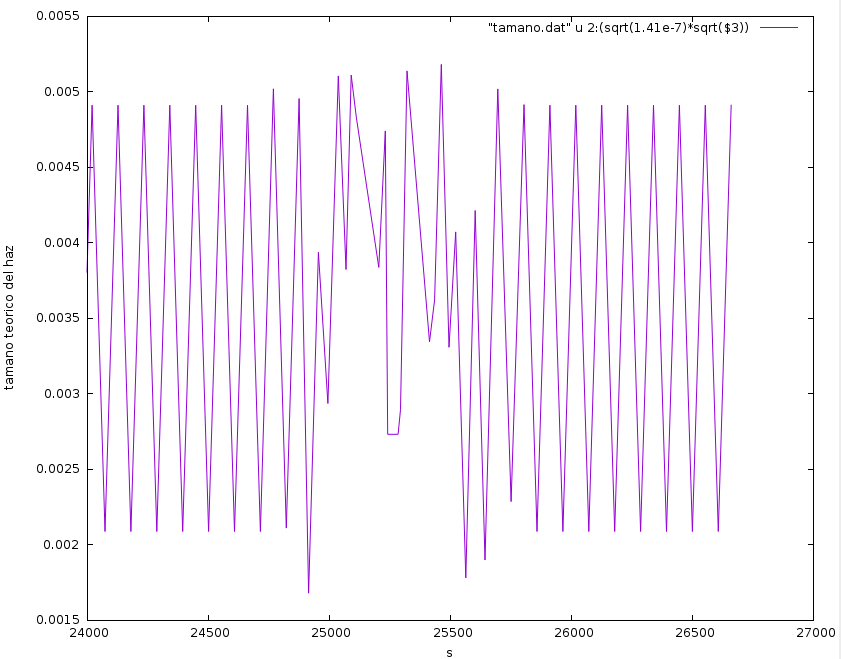 "tamano.dat" u 2:(sqrt(1.41e-7)*sqrt($3))
0.0055
0.005
0.0045
0.004
0.0035
0.003
0.0025
0.002
0.0015
tamano teorico del haz
24000 24500 25000 25500 26000 26500 27000
s